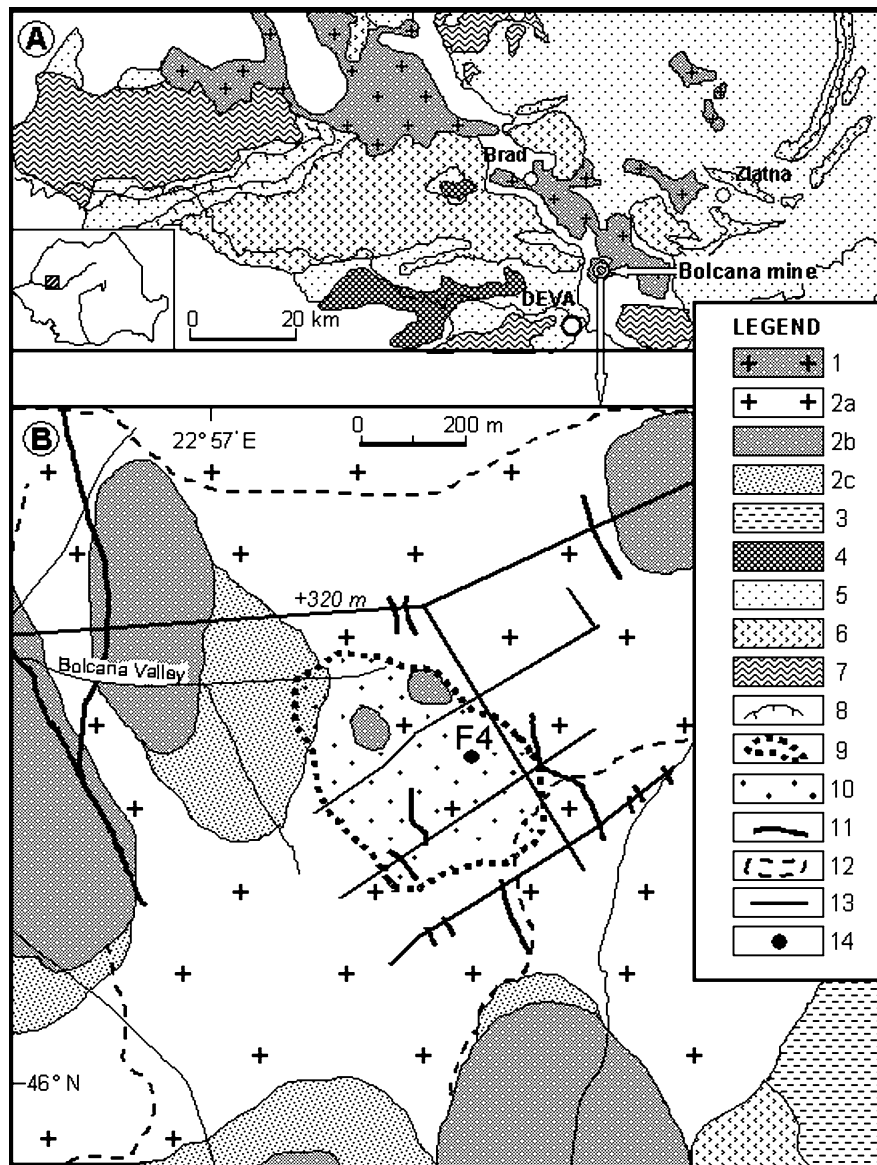 A
Brad
Zlatna
Bolcana mine
DEVA
0 20 km
LEGEND
1
2a
2b
2c
3
4
5
6
7
8
9
10
11
12
13
14
B
22°57' E
0 200 m
+320 m
Bolcana Valley
F4
46° N